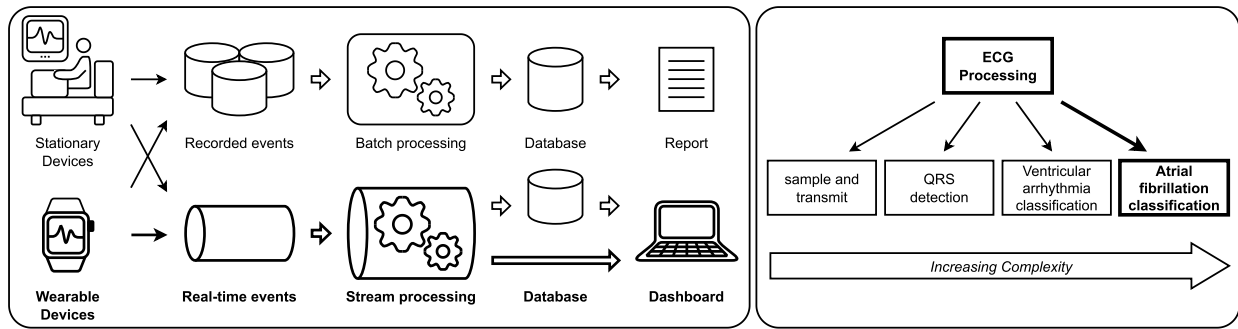 Stationary
Devices
Recorded events
Batch processing
Database
Report
Wearable
Devices
Real-time events
Stream processing
Database
Dashboard
ECG
Processing
sample and
transmit
QRS
detection
Ventricular
arrhythmia
classification
Atrial
fibrillation
classification
Increasing Complexity